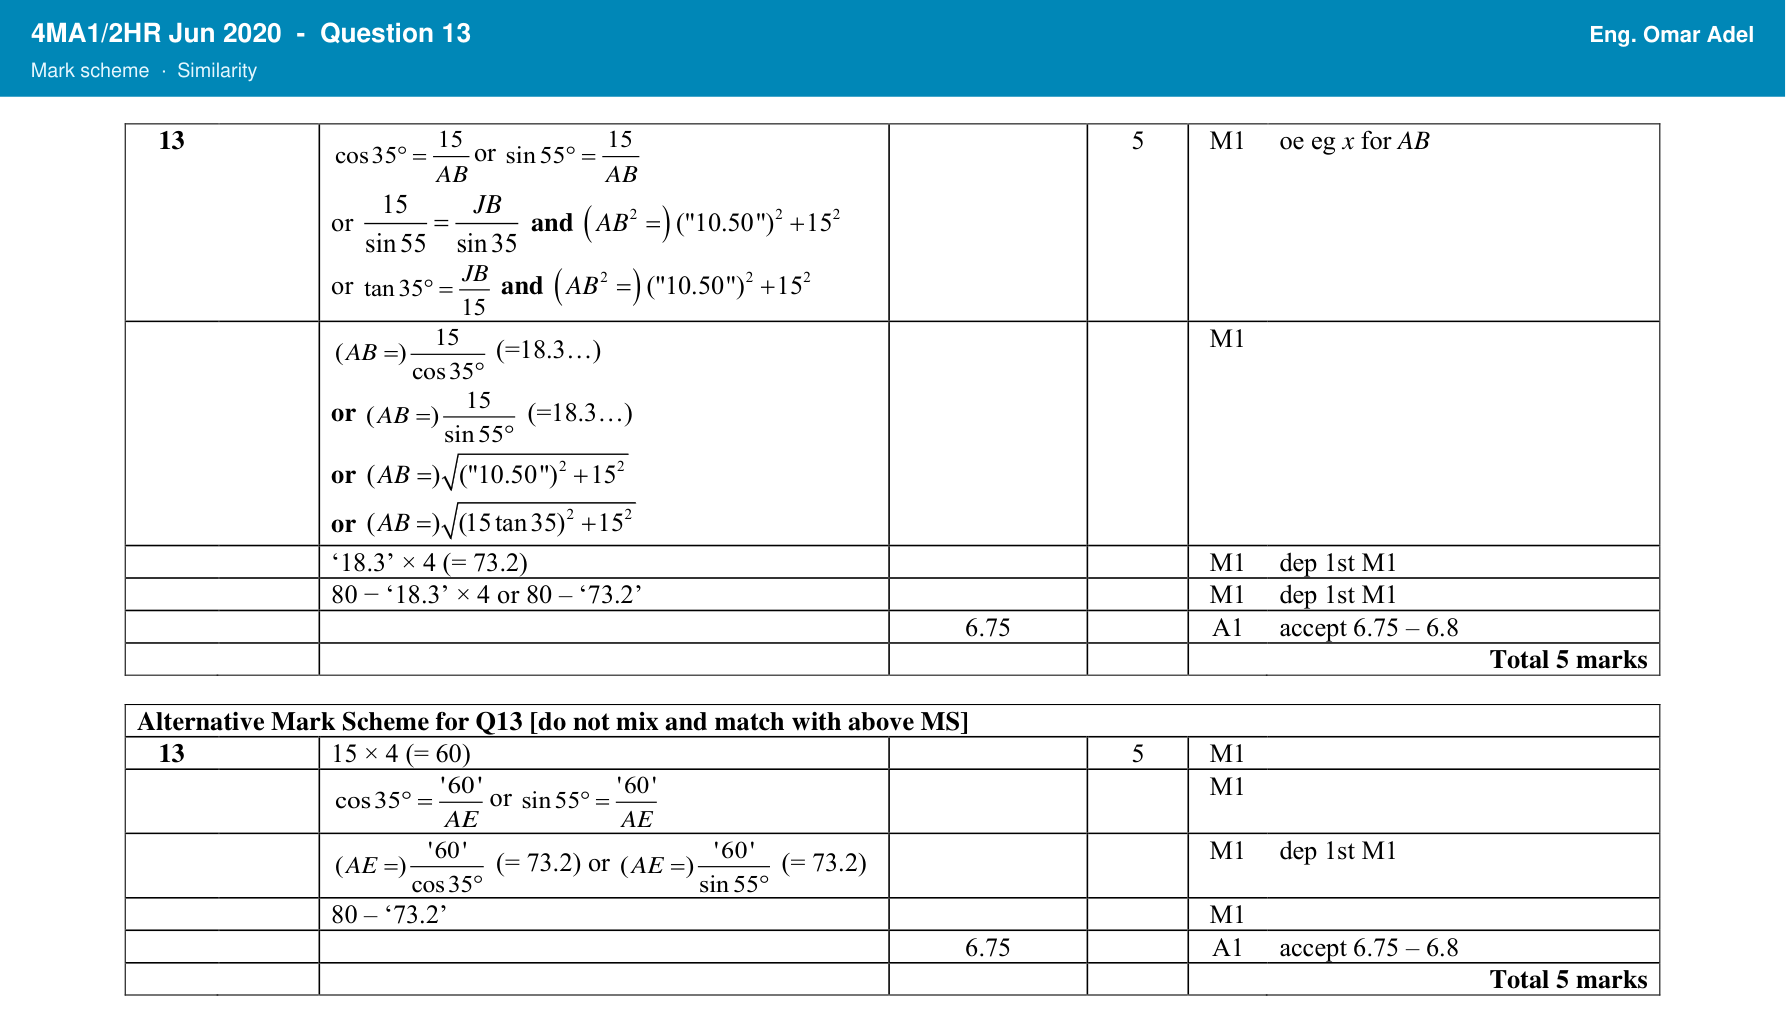 4MA1/2HR Jun 2020 - Question 13
Eng. Omar Adel
Mark scheme · Similarity
13 cos 35° = 15/AB or sin 55° = 15/AB 5 M1 oe eg x for AB
or 15/sin 55 = JB/sin 35 and (AB² =) ("10.50")² + 15²
or tan 35° = JB/15 and (AB² =) ("10.50")² + 15²
(AB =) 15/cos 35° (=18.3…) M1
or (AB =) 15/sin 55° (=18.3…)
or (AB =) √(("10.50")² + 15²)
or (AB =) √((15 tan 35)² + 15²)
‘18.3’ × 4 (= 73.2) M1 dep 1st M1
80 − ‘18.3’ × 4 or 80 – ‘73.2’ M1 dep 1st M1
6.75 A1 accept 6.75 – 6.8
Total 5 marks
Alternative Mark Scheme for Q13 [do not mix and match with above MS]
13 15 × 4 (= 60) 5 M1
cos 35° = '60'/AE or sin 55° = '60'/AE M1
(AE =) '60'/cos 35° (= 73.2) or (AE =) '60'/sin 55° (= 73.2) M1 dep 1st M1
80 – ‘73.2’ M1
6.75 A1 accept 6.75 – 6.8
Total 5 marks